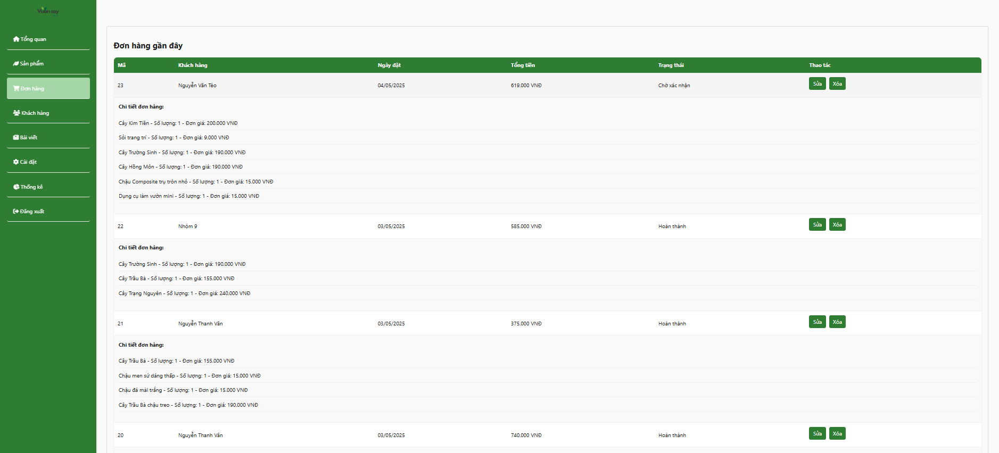 Vườn cây
Tổng quan
Sản phẩm
Đơn hàng
Khách hàng
Bài viết
Cài đặt
Thống kê
Đăng xuất
Đơn hàng gần đây
Mã Khách hàng Ngày đặt Tổng tiền Trạng thái Thao tác
23 Nguyễn Văn Tèo 04/05/2025 619.000 VNĐ Chờ xác nhận Sửa Xóa
Chi tiết đơn hàng:
Cây Kim Tiền - Số lượng: 1 - Đơn giá: 200.000 VNĐ
Sỏi trang trí - Số lượng: 1 - Đơn giá: 9.000 VNĐ
Cây Trường Sinh - Số lượng: 1 - Đơn giá: 190.000 VNĐ
Cây Hồng Môn - Số lượng: 1 - Đơn giá: 190.000 VNĐ
Chậu Composite trụ tròn nhỏ - Số lượng: 1 - Đơn giá: 15.000 VNĐ
Dụng cụ làm vườn mini - Số lượng: 1 - Đơn giá: 15.000 VNĐ
22 Nhóm 9 03/05/2025 585.000 VNĐ Hoàn thành Sửa Xóa
Chi tiết đơn hàng:
Cây Trường Sinh - Số lượng: 1 - Đơn giá: 190.000 VNĐ
Cây Trầu Bà - Số lượng: 1 - Đơn giá: 155.000 VNĐ
Cây Trạng Nguyên - Số lượng: 1 - Đơn giá: 240.000 VNĐ
21 Nguyễn Thanh Vân 03/05/2025 375.000 VNĐ Hoàn thành Sửa Xóa
Chi tiết đơn hàng:
Cây Trầu Bà - Số lượng: 1 - Đơn giá: 155.000 VNĐ
Chậu men sứ dáng thấp - Số lượng: 1 - Đơn giá: 15.000 VNĐ
Chậu đá mài trắng - Số lượng: 1 - Đơn giá: 15.000 VNĐ
Cây Trầu Bà chậu treo - Số lượng: 1 - Đơn giá: 190.000 VNĐ
20 Nguyễn Thanh Vân 03/05/2025 740.000 VNĐ Hoàn thành Sửa Xóa